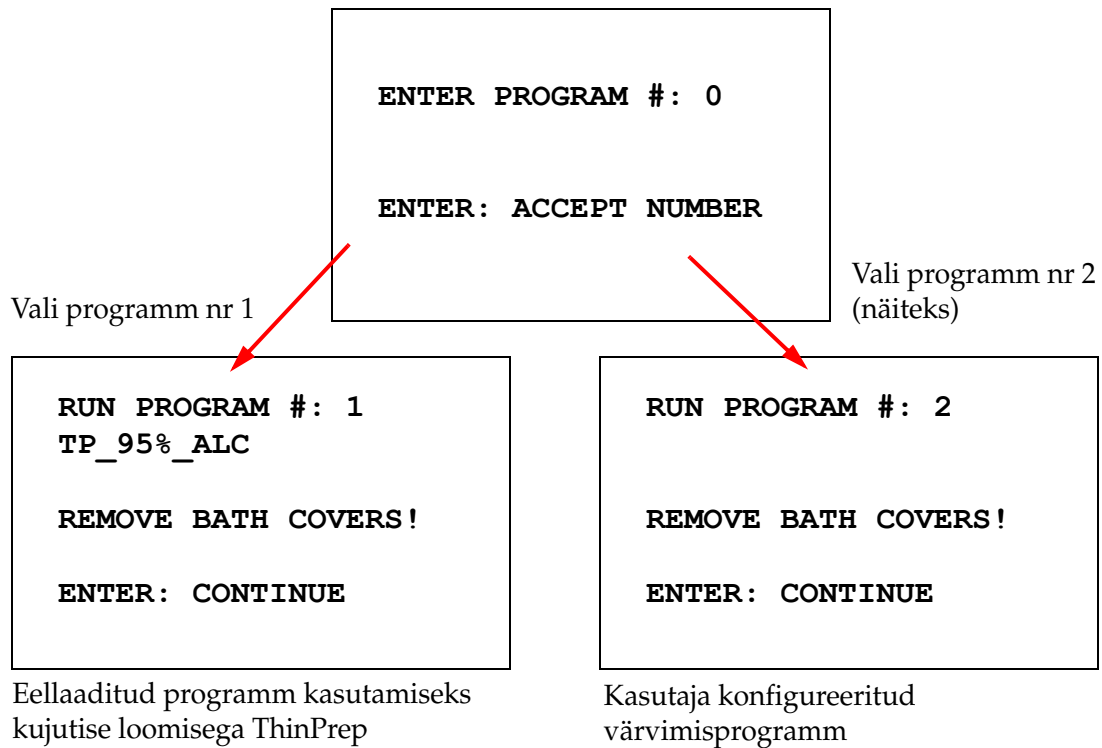 ENTER PROGRAM #: 0
ENTER: ACCEPT NUMBER
Vali programm nr 1
Vali programm nr 2
(näiteks)
RUN PROGRAM #: 1
TP_95%_ALC
REMOVE BATH COVERS!
ENTER: CONTINUE
Eellaaditud programm kasutamiseks
kujutise loomisega ThinPrep
RUN PROGRAM #: 2
REMOVE BATH COVERS!
ENTER: CONTINUE
Kasutaja konfigureeritud
värvimisprogramm